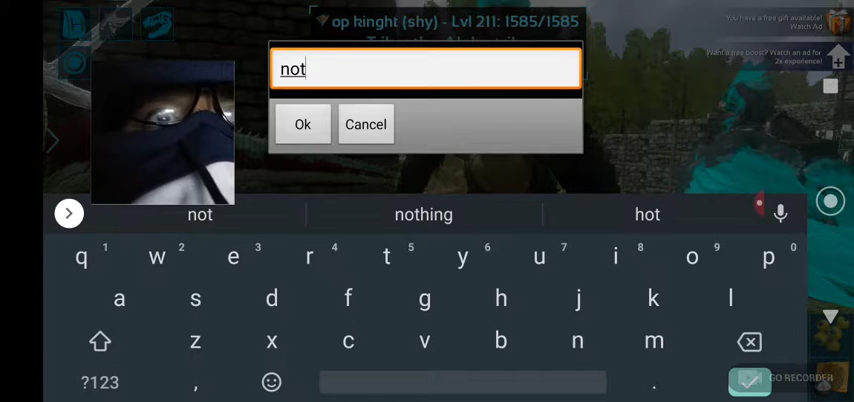 op kinght (shy) - Lvl 211: 1585/1585
You have a free gift available!
Watch Ad
Want a free boost? Watch an ad for
2x experience!
not
Ok Cancel
not nothing hot
q 1 w 2 e 3 r 4 t 5 y 6 u 7 i 8 o 9 p 0
a s d f g h j k l
z x c v b n m
?123 , .
GO RECORDER